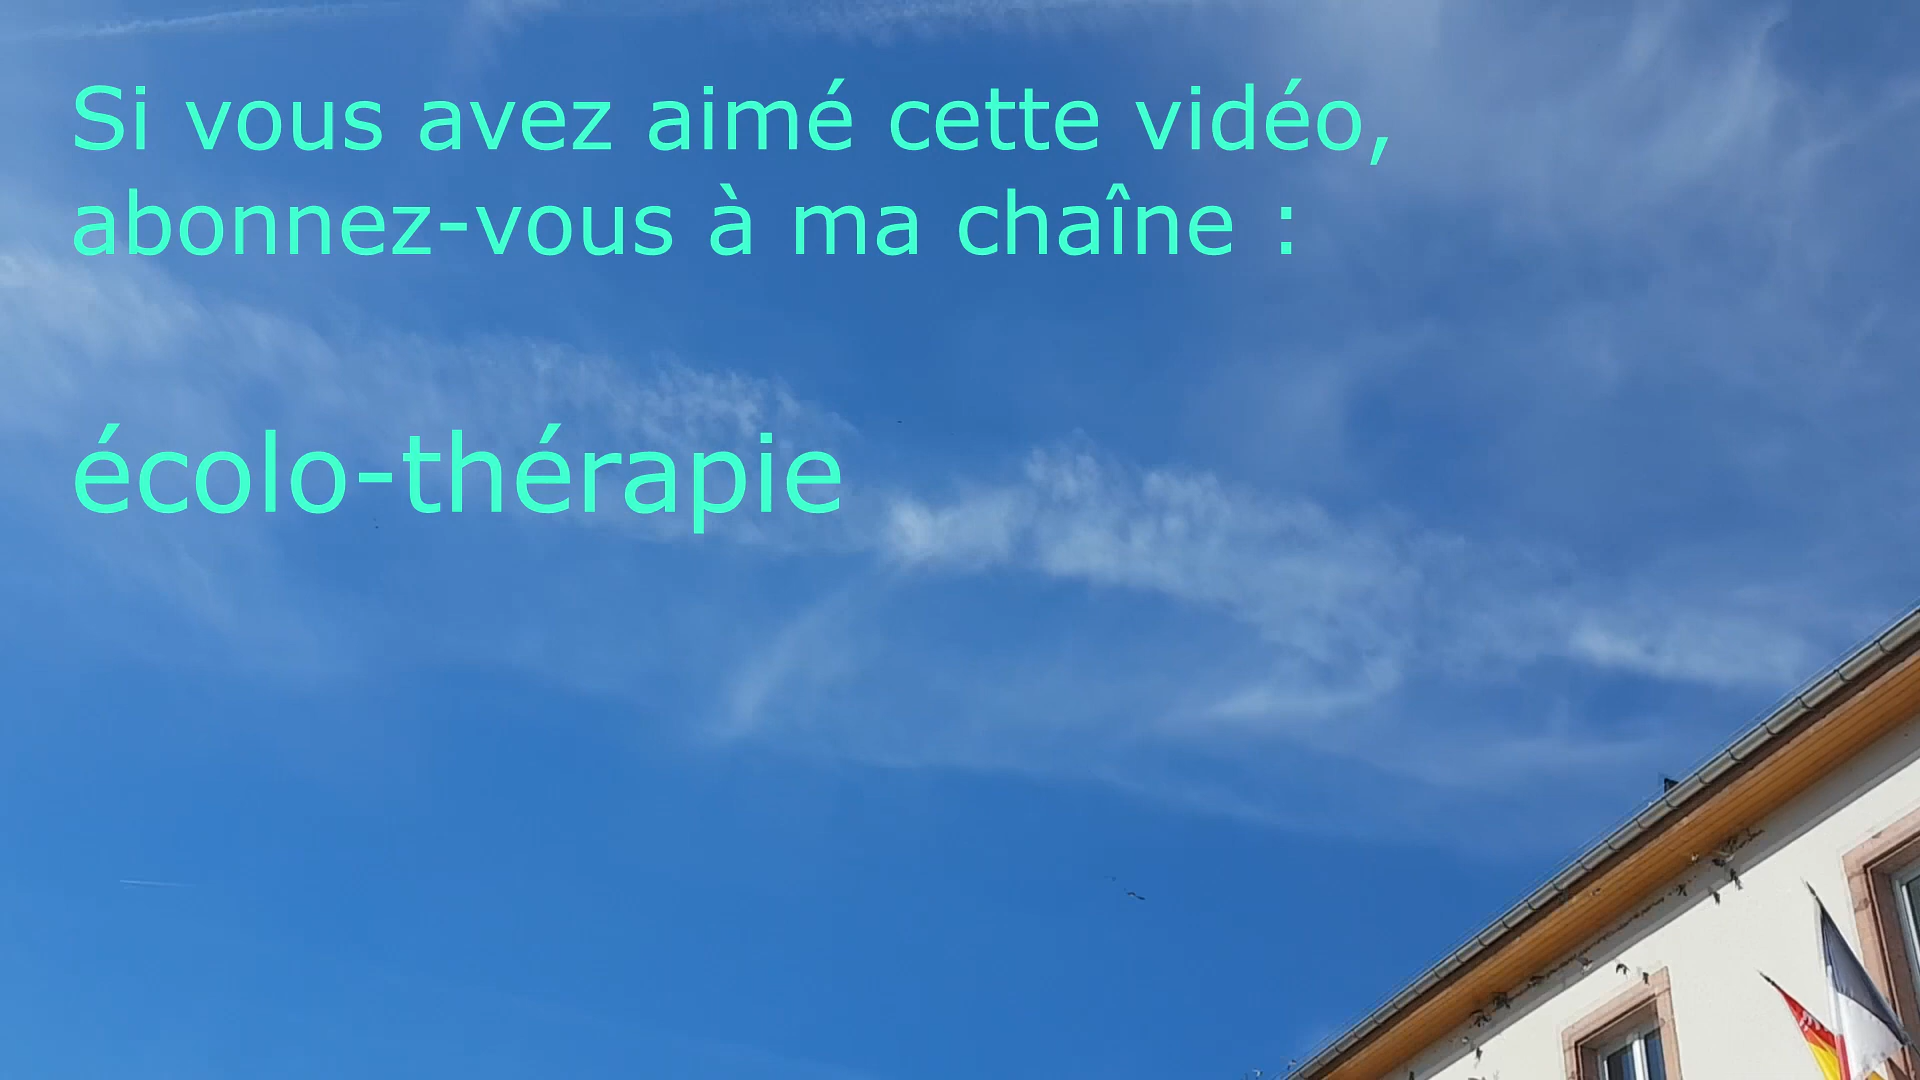 Si vous avez aimé cette vidéo,
abonnez-vous à ma chaîne :
écolo-thérapie